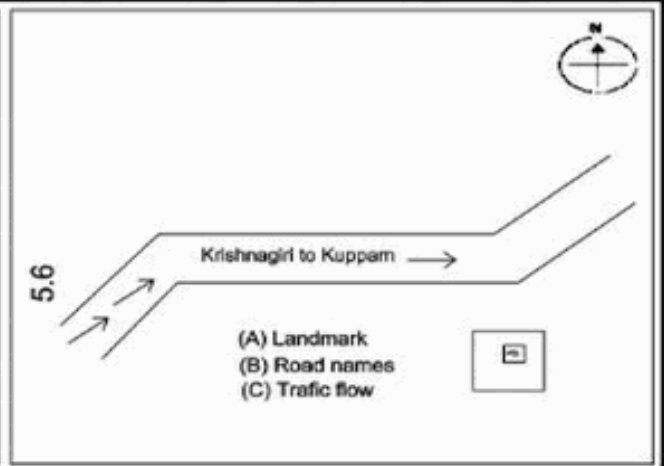 N
Krishnagiri to Kuppam
5.6
(A) Landmark
(B) Road names
(C) Trafic flow